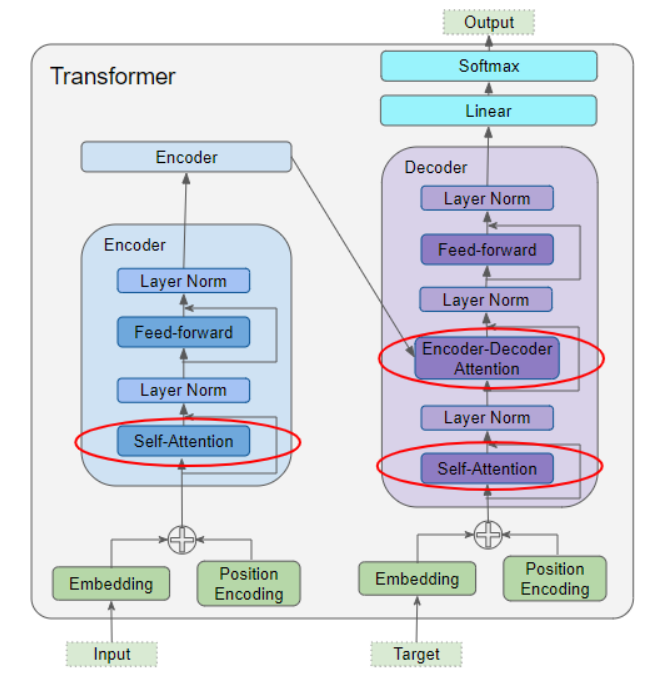 Output
Transformer
Softmax
Linear
Encoder
Decoder
Layer Norm
Feed-forward
Layer Norm
Encoder-Decoder
Attention
Layer Norm
Self-Attention
Encoder
Layer Norm
Feed-forward
Layer Norm
Self-Attention
Embedding
Position
Encoding
Embedding
Position
Encoding
Input
Target